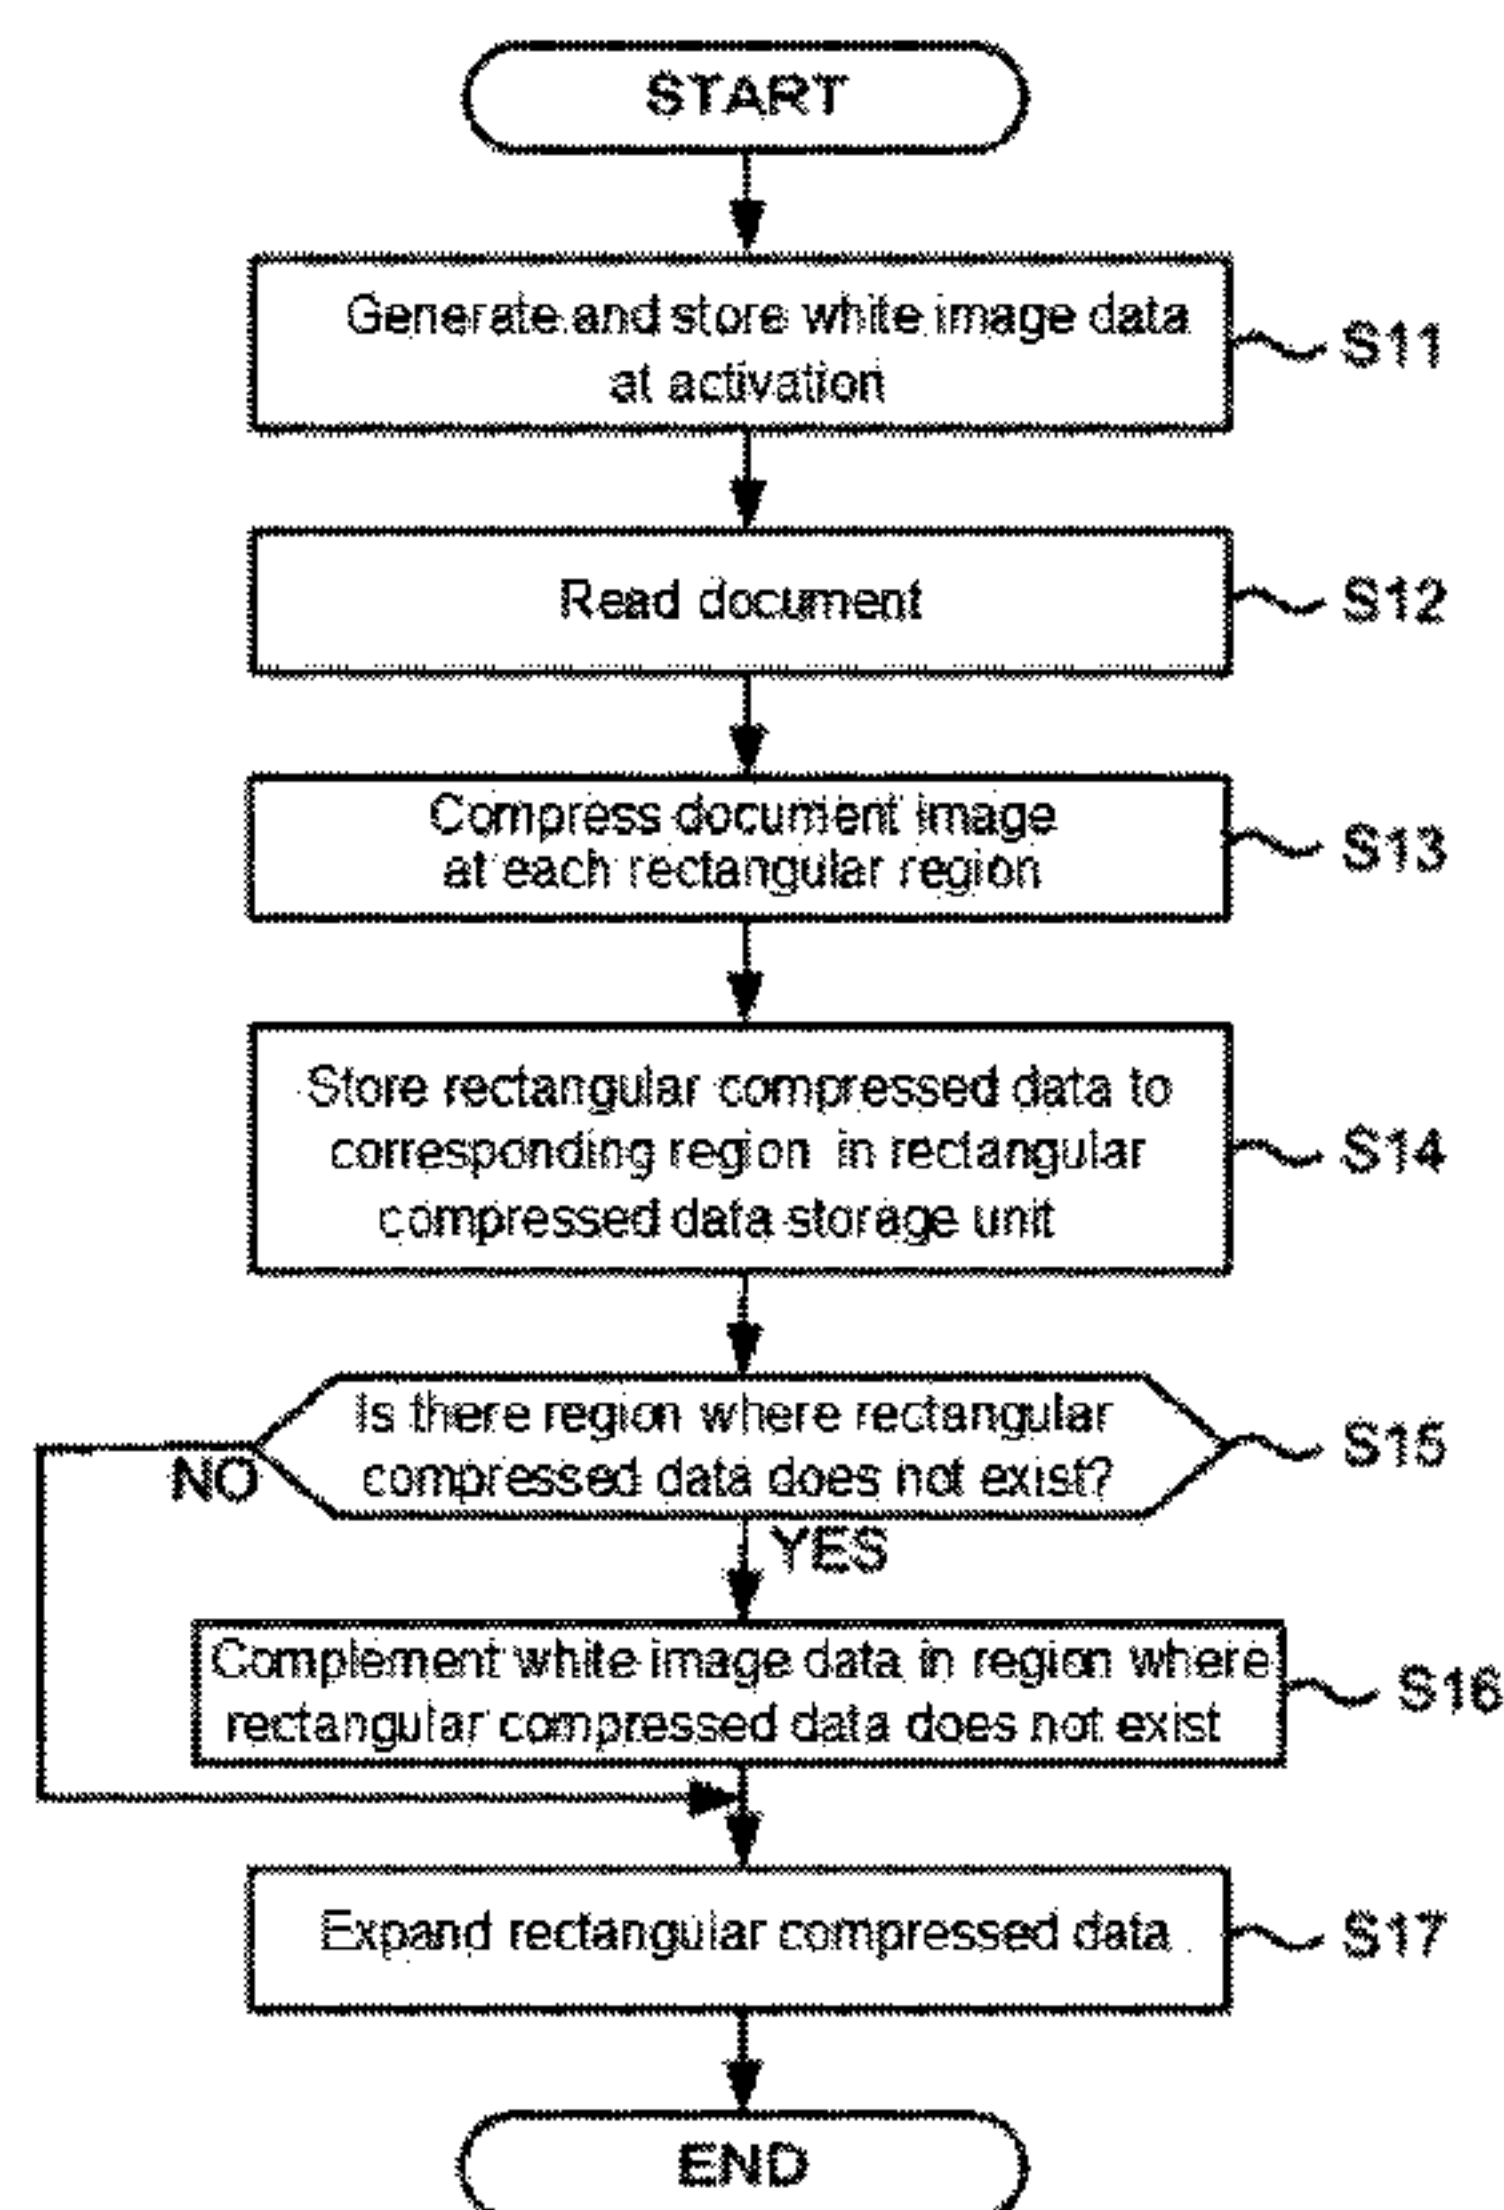 START
Generate and store white image data
at activation
S11
Read document
S12
Compress document image
at each rectangular region
S13
Store rectangular compressed data to
corresponding region in rectangular
compressed data storage unit
S14
Is there region where rectangular
compressed data does not exist?
S15
NO
YES
Complement white image data in region where
rectangular compressed data does not exist
S16
Expand rectangular compressed data
S17
END